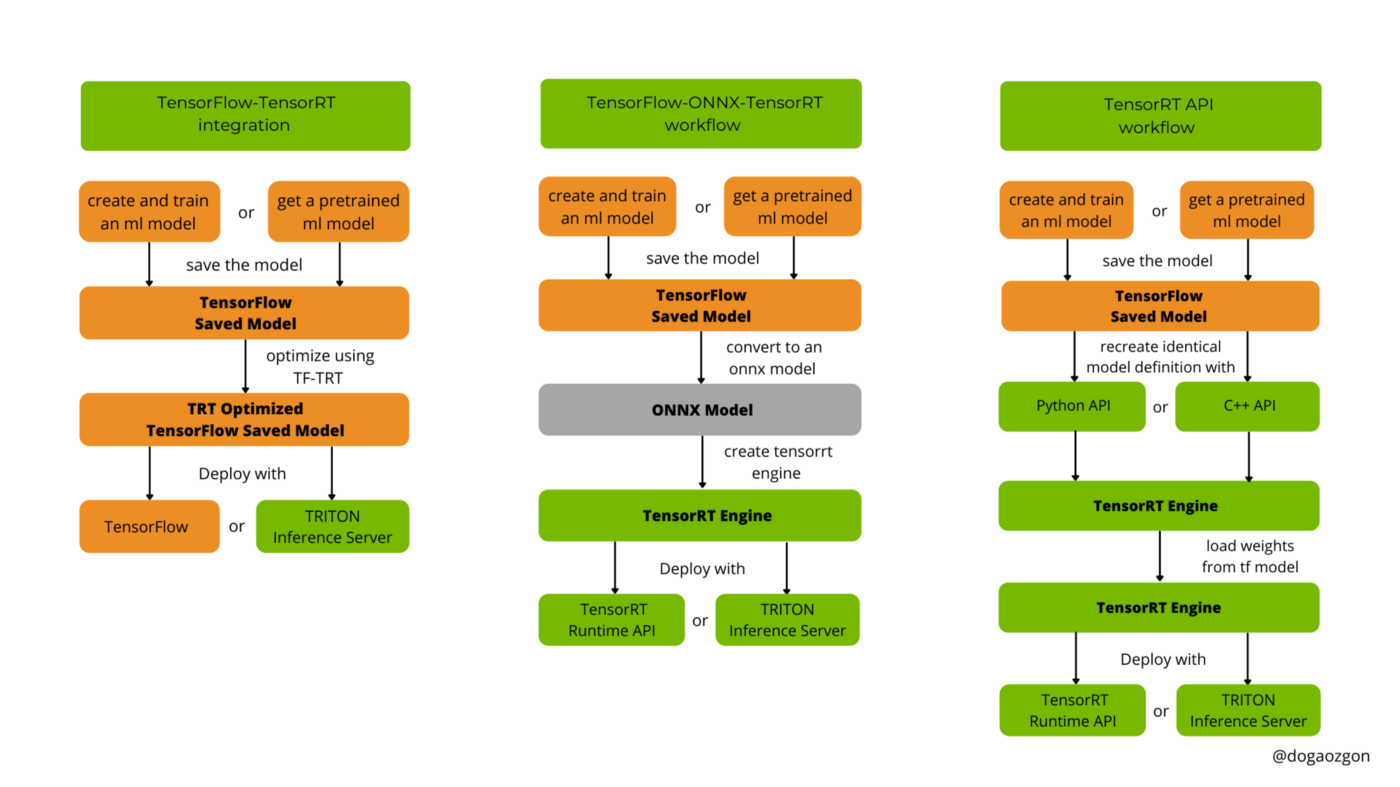 TensorFlow-TensorRT
integration
create and train
an ml model
or
get a pretrained
ml model
save the model
TensorFlow
Saved Model
optimize using
TF-TRT
TRT Optimized
TensorFlow Saved Model
Deploy with
TensorFlow
or
TRITON
Inference Server
TensorFlow-ONNX-TensorRT
workflow
create and train
an ml model
or
get a pretrained
ml model
save the model
TensorFlow
Saved Model
convert to an
onnx model
ONNX Model
create tensorrt
engine
TensorRT Engine
Deploy with
TensorRT
Runtime API
or
TRITON
Inference Server
TensorRT API
workflow
create and train
an ml model
or
get a pretrained
ml model
save the model
TensorFlow
Saved Model
recreate identical
model definition with
Python API
or
C++ API
TensorRT Engine
load weights
from tf model
TensorRT Engine
Deploy with
TensorRT
Runtime API
or
TRITON
Inference Server
@dogaozgon